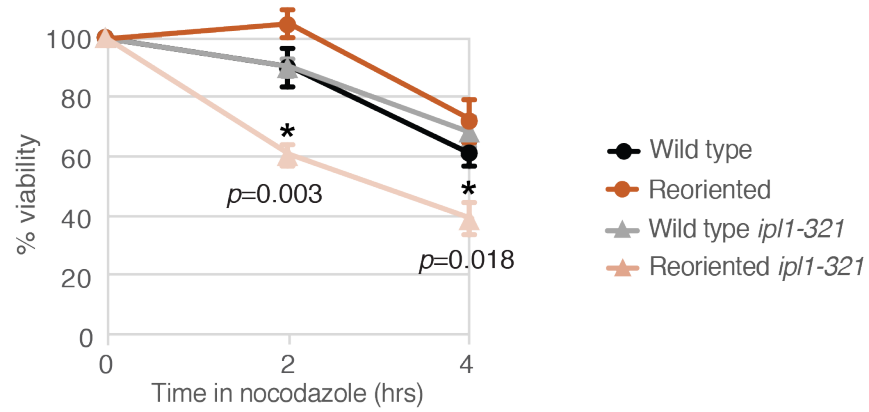 100
80
60
40
20
0
% viability
0
2
4
Time in nocodazole (hrs)
*
p=0.003
*
p=0.018
Wild type
Reoriented
Wild type ipl1-321
Reoriented ipl1-321